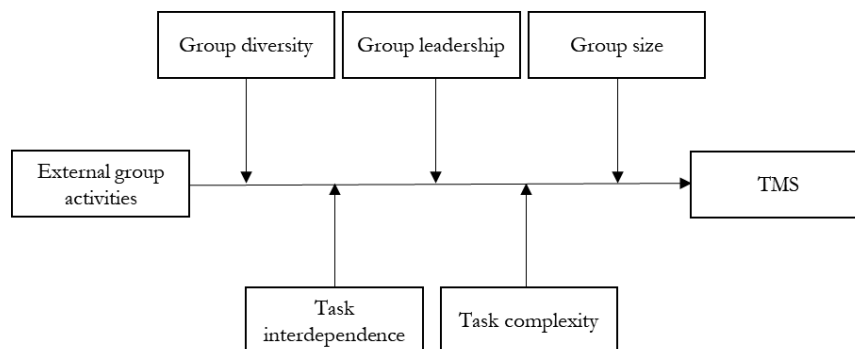 Group diversity
Group leadership
Group size
External group
activities
TMS
Task
interdependence
Task complexity